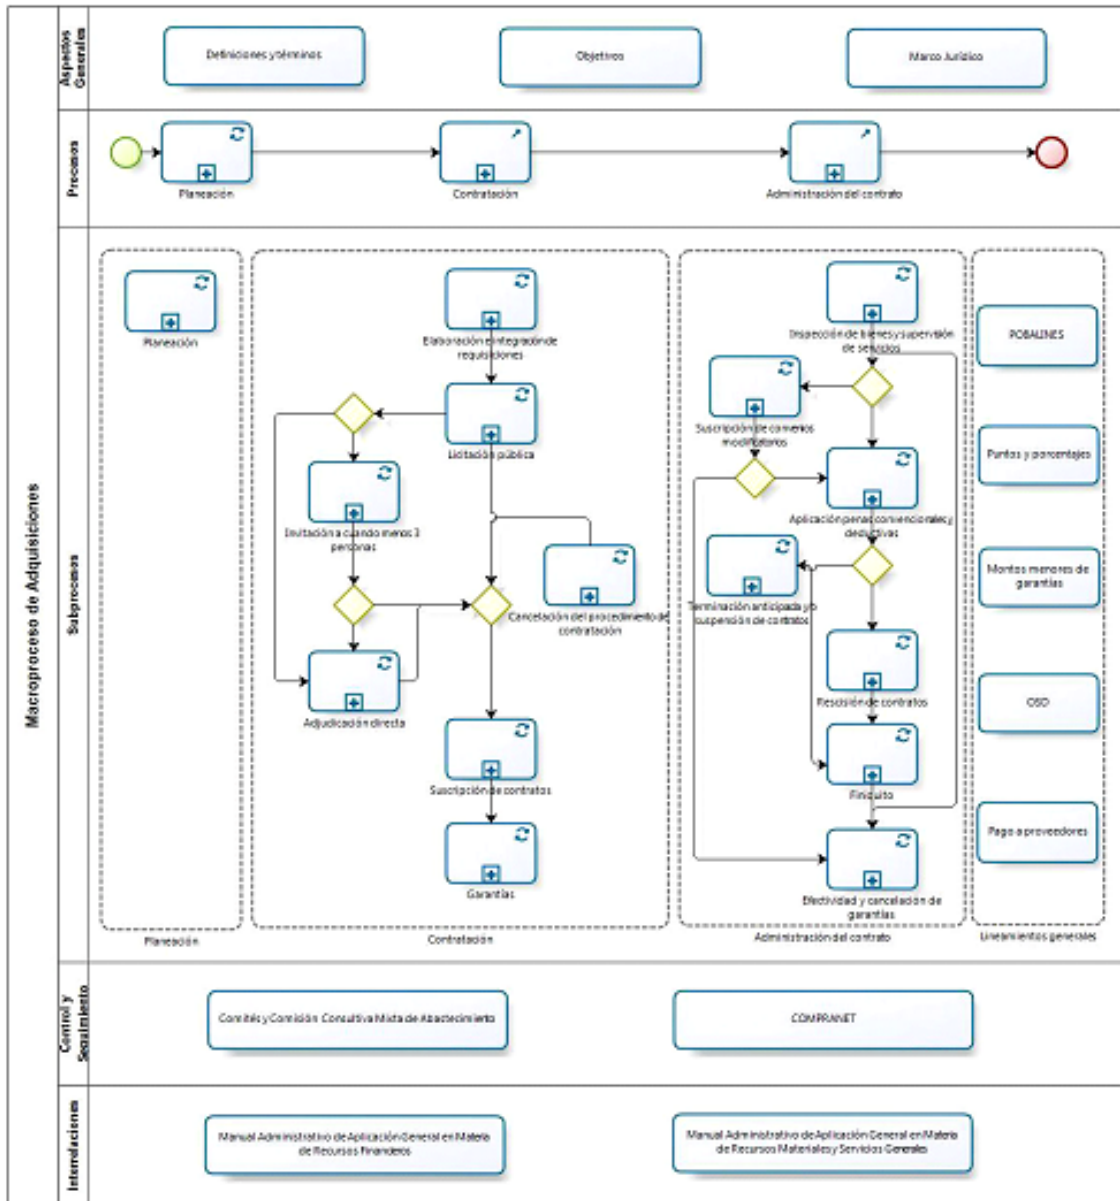 Macroproceso de Adquisiciones
Aspectos
Generales
Definiciones y términos
Objetivos
Marco Jurídico
Procesos
Planeación
Contratación
Administración del contrato
Subprocesos
Planeación
Planeación
Elaboración e integración de
requisiciones
Licitación pública
Invitación a cuando menos 3
personas
Cancelación del procedimiento de
contratación
Adjudicación directa
Suscripción de contratos
Garantías
Contratación
Inspección de bienes y supervisión
de servicios
Suscripción de convenios
modificatorios
Aplicación penas convencionales y
deductivas
Terminación anticipada y/o
suspensión de contratos
Rescisión de contratos
Finiquito
Efectividad y cancelación de
garantías
Administración del contrato
POBALINES
Puntos y porcentajes
Montos menores de
garantías
OSD
Pago a proveedores
Lineamientos generales
Control y
Seguimiento
Comités y Comisión Consultiva Mixta de Abastecimiento
COMPRANET
Interrelaciones
Manual Administrativo de Aplicación General en Materia
de Recursos Financieros
Manual Administrativo de Aplicación General en Materia
de Recursos Materiales y Servicios Generales